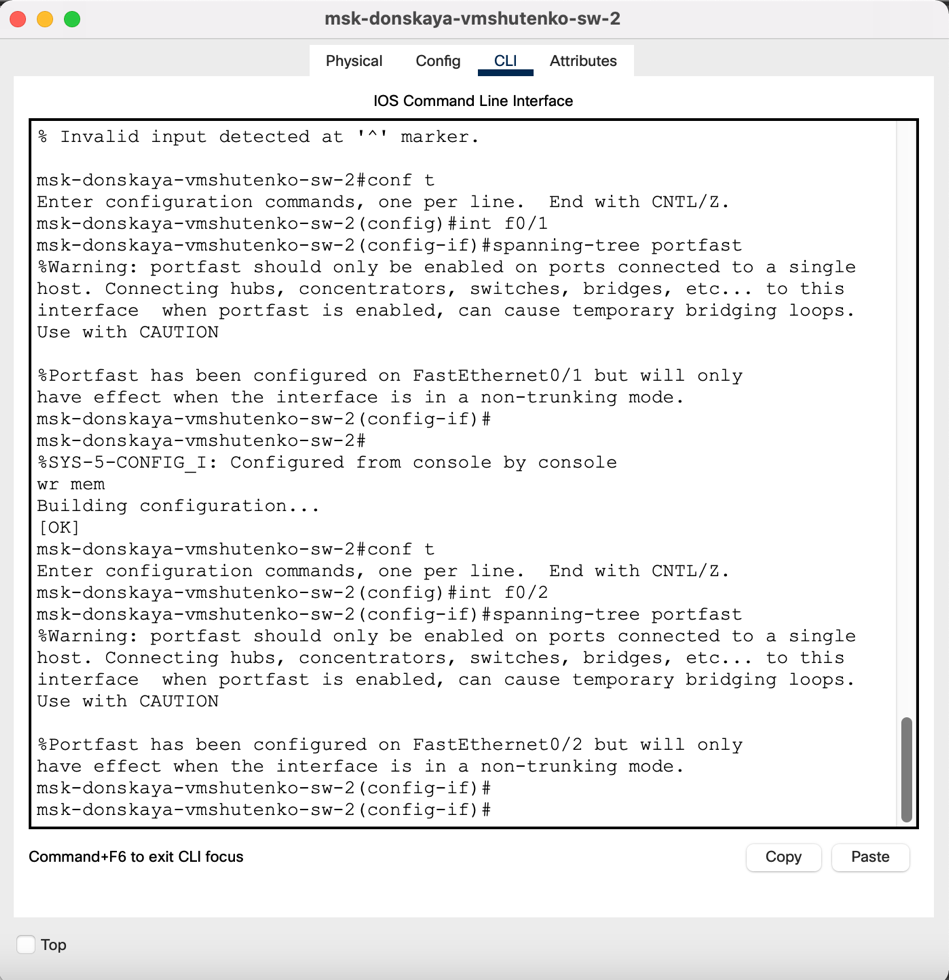 msk-donskaya-vmshutenko-sw-2
Physical Config CLI Attributes
IOS Command Line Interface
% Invalid input detected at '^' marker.
msk-donskaya-vmshutenko-sw-2#conf t
Enter configuration commands, one per line.  End with CNTL/Z.
msk-donskaya-vmshutenko-sw-2(config)#int f0/1
msk-donskaya-vmshutenko-sw-2(config-if)#spanning-tree portfast
%Warning: portfast should only be enabled on ports connected to a single
host. Connecting hubs, concentrators, switches, bridges, etc... to this
interface  when portfast is enabled, can cause temporary bridging loops.
Use with CAUTION
%Portfast has been configured on FastEthernet0/1 but will only
have effect when the interface is in a non-trunking mode.
msk-donskaya-vmshutenko-sw-2(config-if)#
msk-donskaya-vmshutenko-sw-2#
%SYS-5-CONFIG_I: Configured from console by console
wr mem
Building configuration...
[OK]
msk-donskaya-vmshutenko-sw-2#conf t
Enter configuration commands, one per line.  End with CNTL/Z.
msk-donskaya-vmshutenko-sw-2(config)#int f0/2
msk-donskaya-vmshutenko-sw-2(config-if)#spanning-tree portfast
%Warning: portfast should only be enabled on ports connected to a single
host. Connecting hubs, concentrators, switches, bridges, etc... to this
interface  when portfast is enabled, can cause temporary bridging loops.
Use with CAUTION
%Portfast has been configured on FastEthernet0/2 but will only
have effect when the interface is in a non-trunking mode.
msk-donskaya-vmshutenko-sw-2(config-if)#
msk-donskaya-vmshutenko-sw-2(config-if)#
Command+F6 to exit CLI focus
Copy Paste
Top